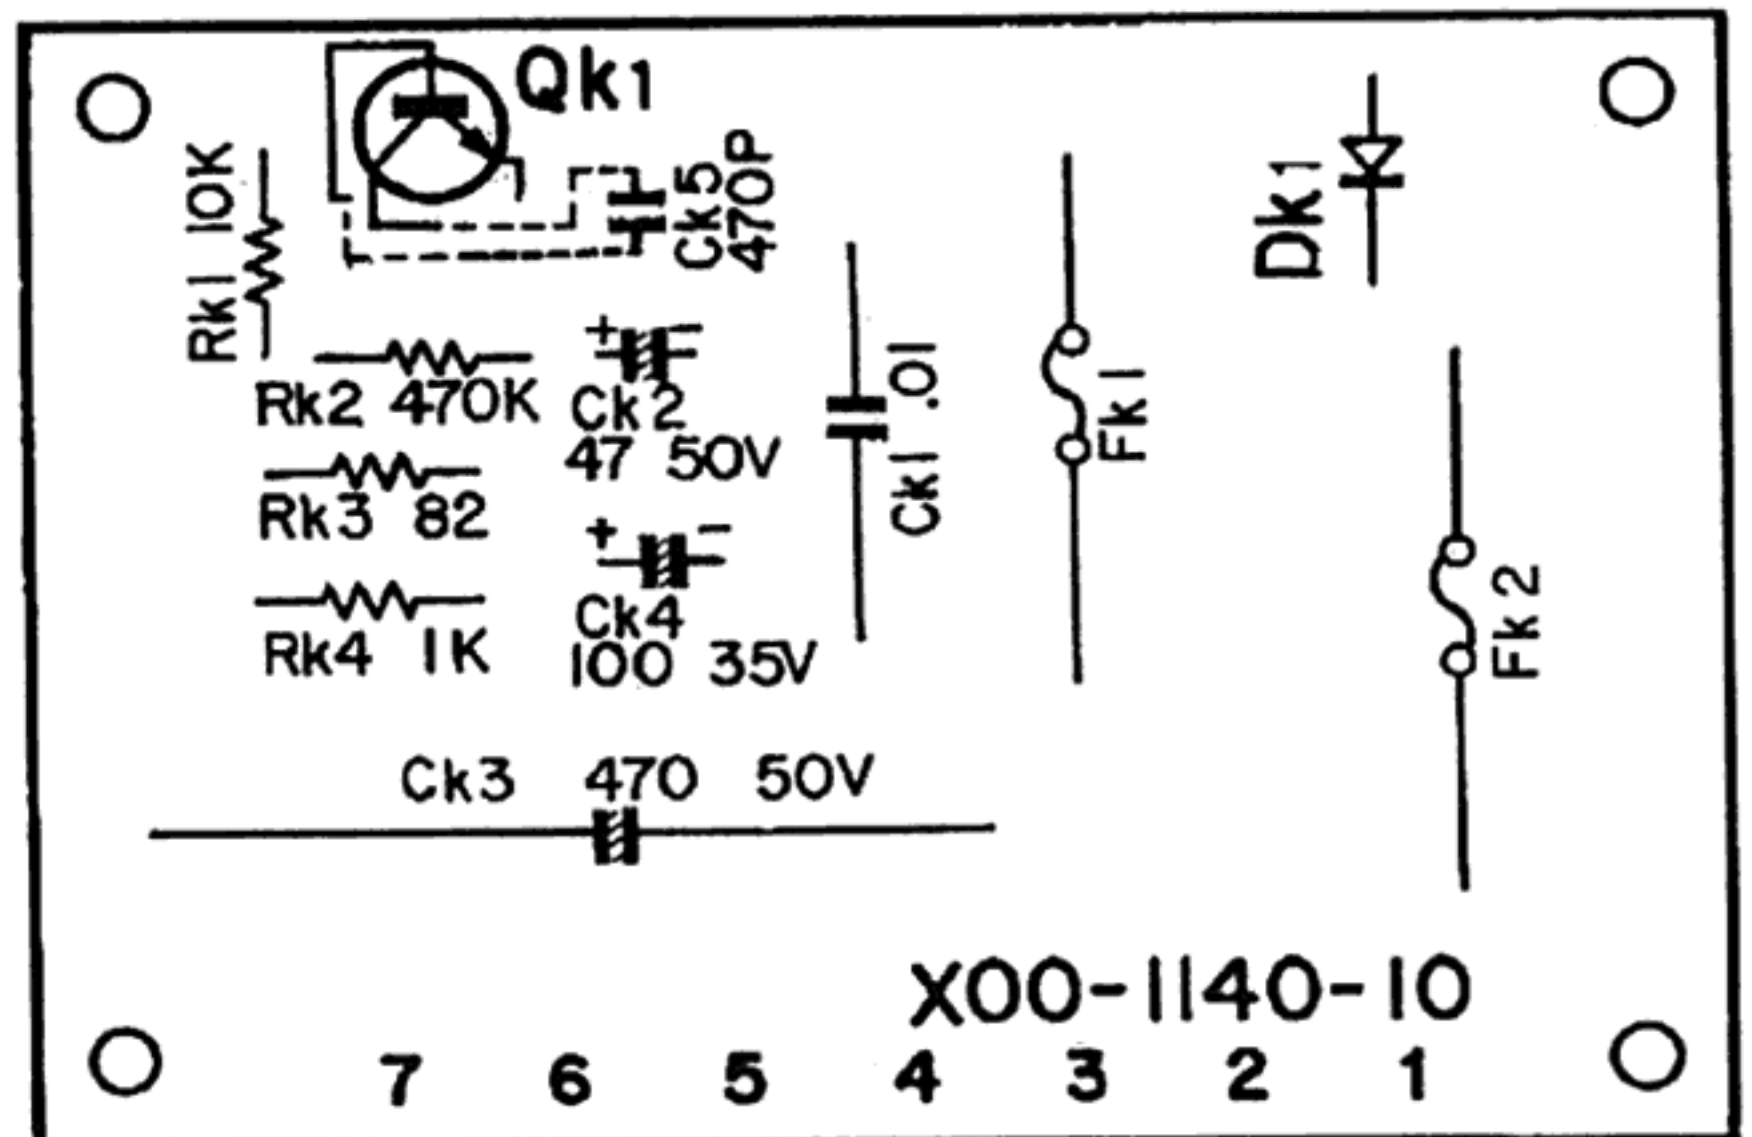 Qk1
Rk1 10K
Ck5
470P
Dk1
Rk2 470K
Ck2
47 50V
Ck1 .01
Fk1
Rk3 82
Ck4
100 35V
Rk4 1K
Fk2
Ck3 470 50V
X00-1140-10
7 6 5 4 3 2 1
+ -
+ -